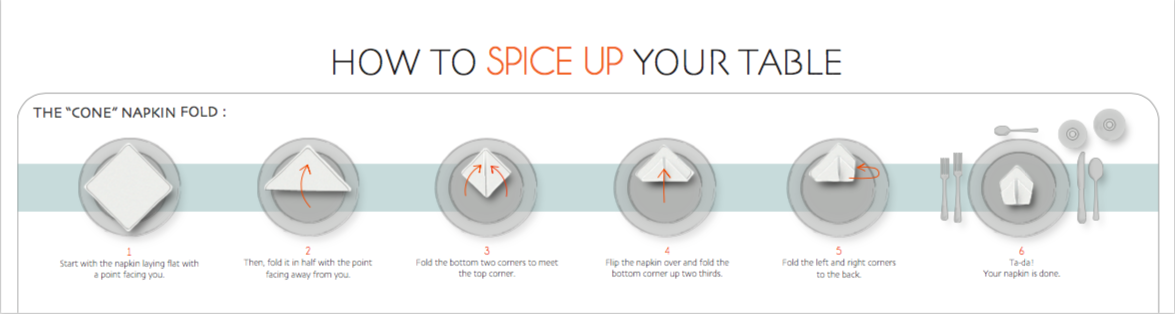 HOW TO SPICE UP YOUR TABLE
THE "CONE" NAPKIN FOLD :
1
Start with the napkin laying flat with
a point facing you.
2
Then, fold it in half with the point
facing away from you.
3
Fold the bottom two corners to meet
the top corner.
4
Flip the napkin over and fold the
bottom corner up two thirds.
5
Fold the left and right corners
to the back.
6
Ta-da!
Your napkin is done.